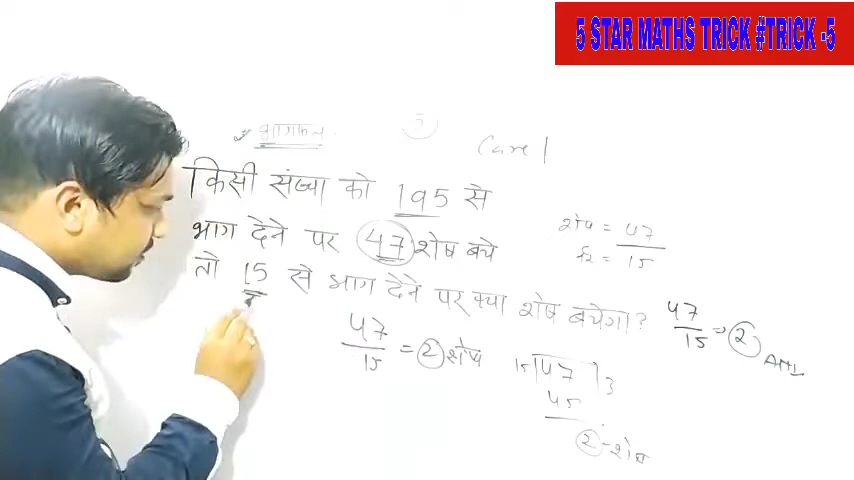 5 STAR MATHS TRICK #TRICK -5
भागफल
Case 1
किसी संख्या को 195 से
भाग देने पर 47 शेष बचे
तो 15 से भाग देने पर क्या शेष बचेगा?
शेष = 47
15
47
15 = 2 शेष
15 47 3
45
2 - शेष
47
15 = 2 Ans